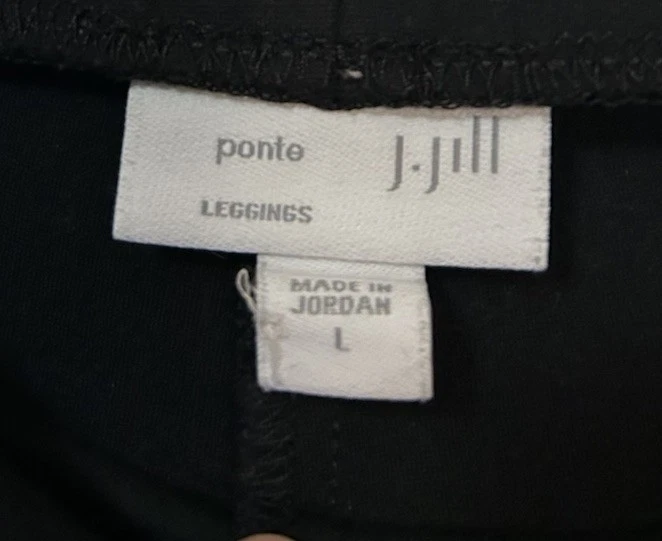 ponte J.Jill
LEGGINGS
MADE IN
JORDAN
L